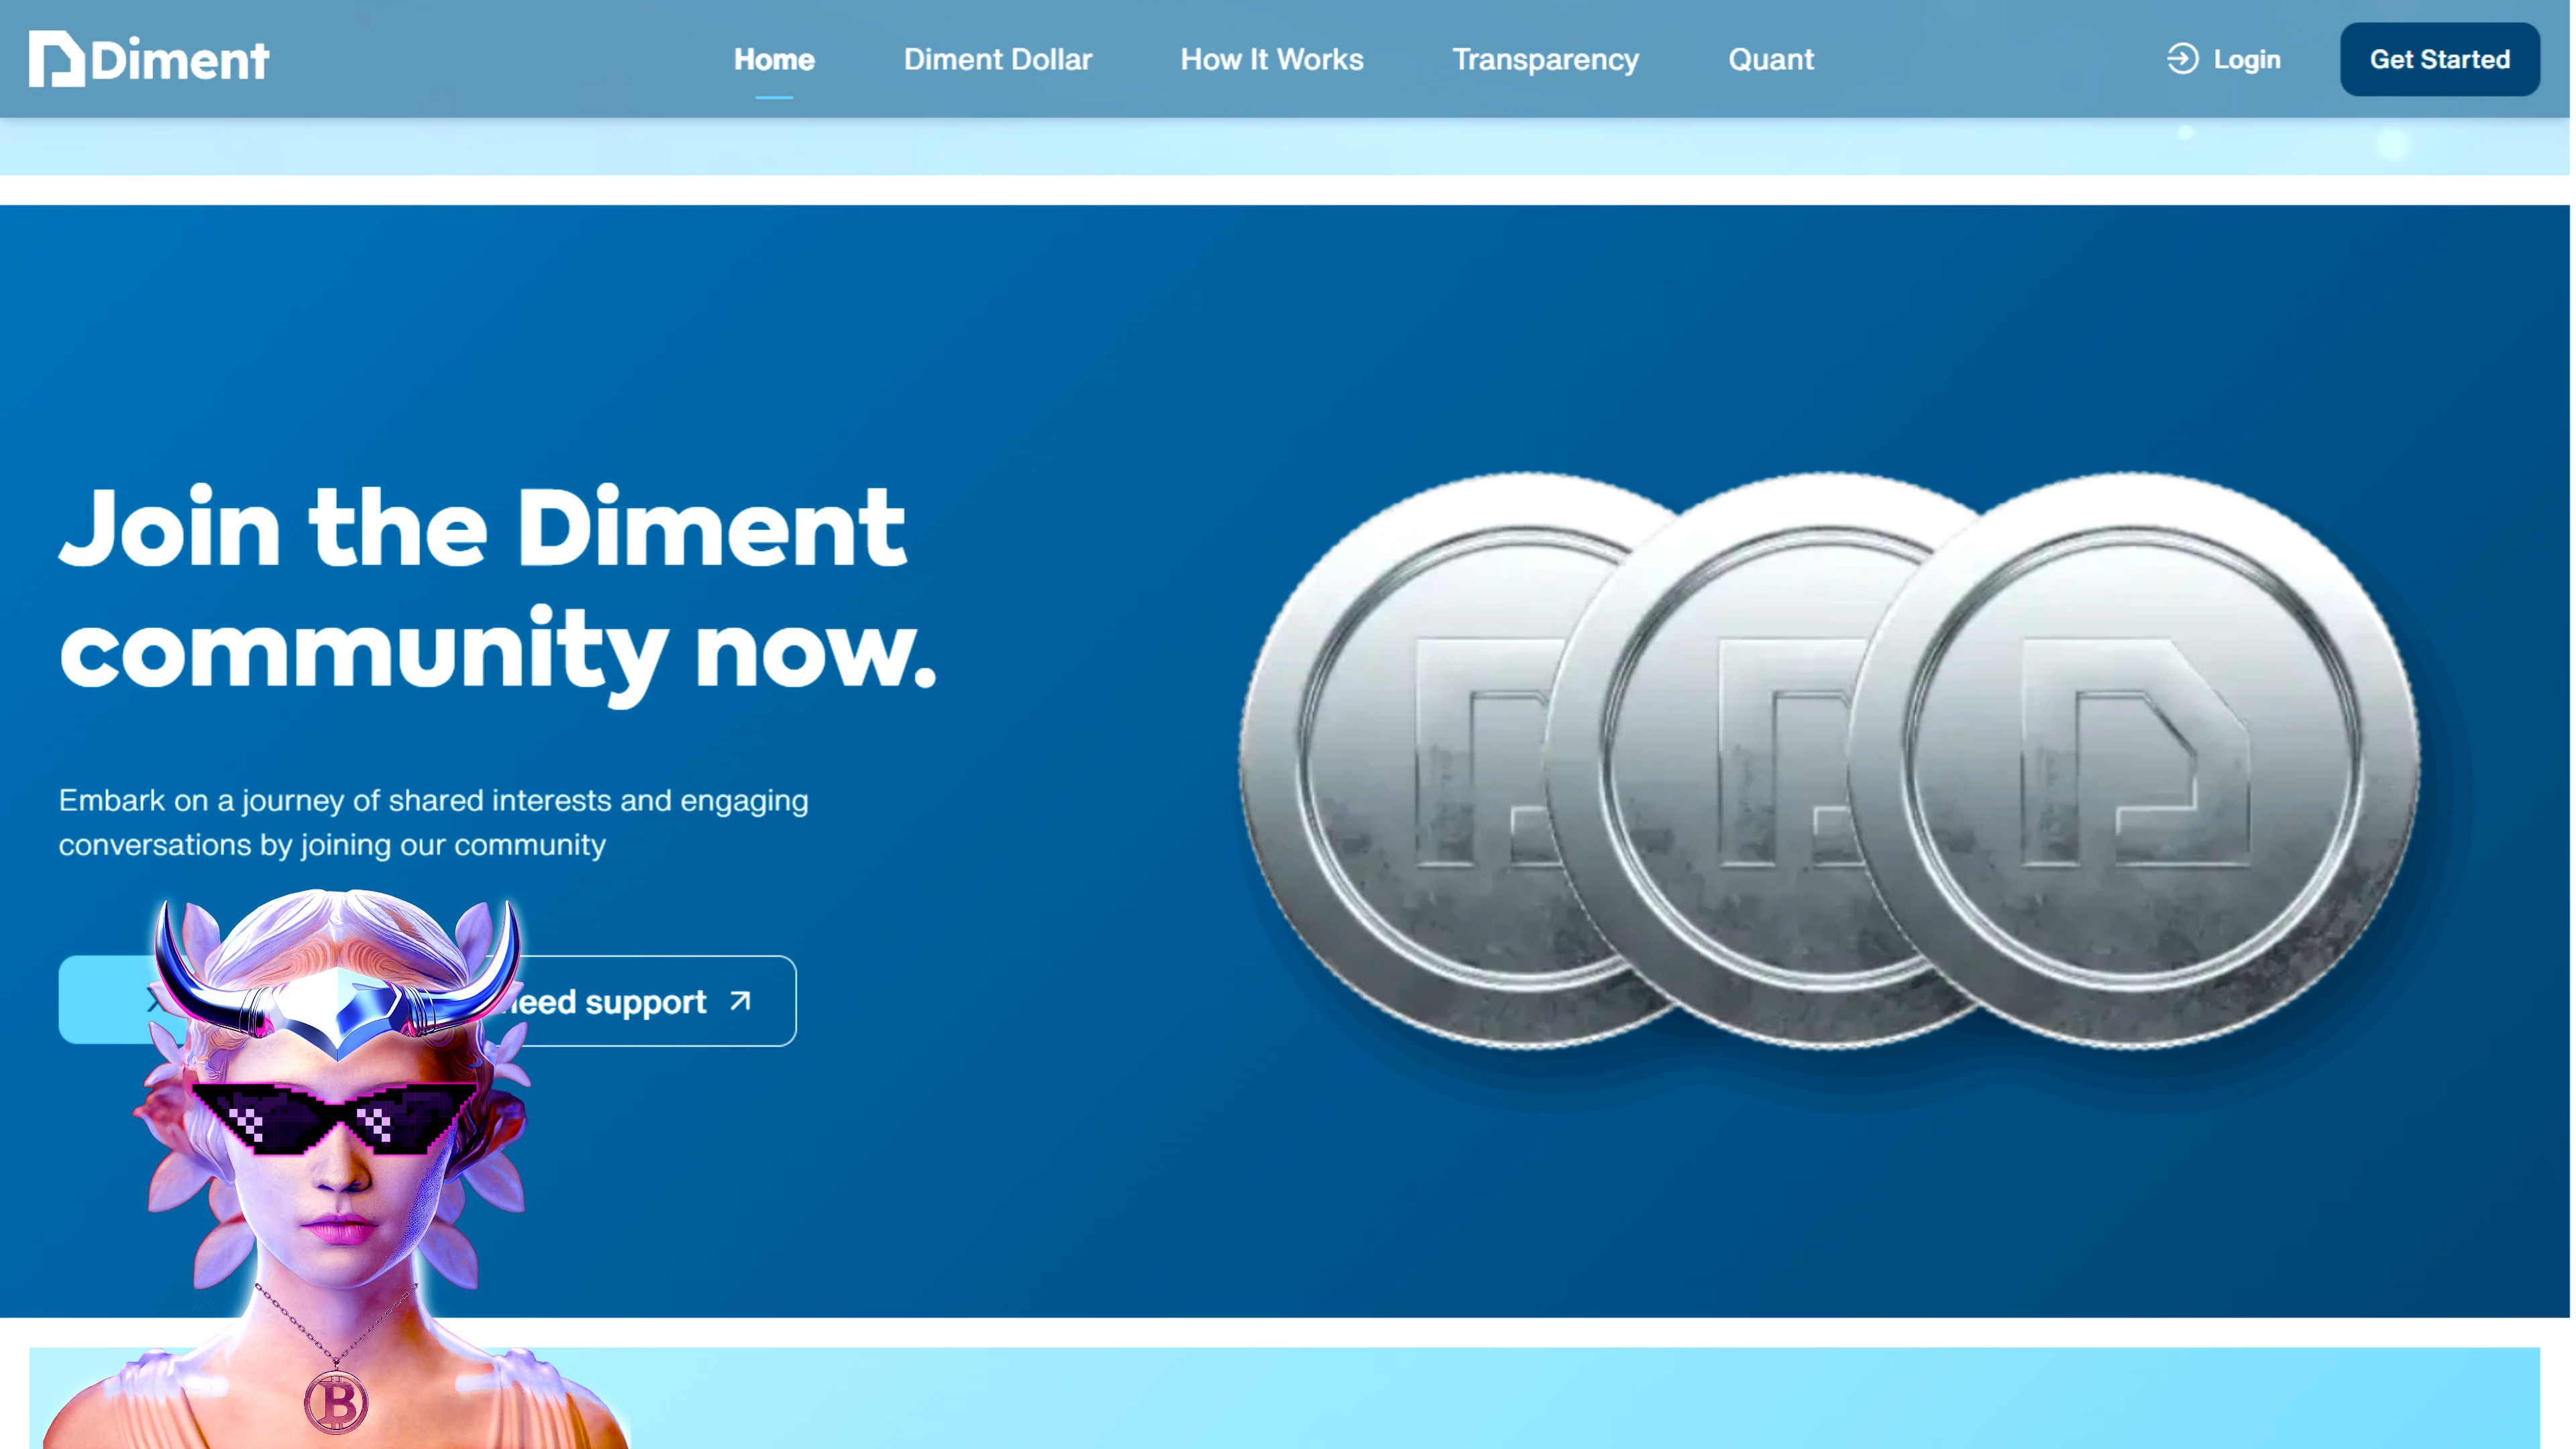 Diment
Home
Diment Dollar
How It Works
Transparency
Quant
Login
Get Started
Join the Diment
community now.
Embark on a journey of shared interests and engaging
conversations by joining our community
support